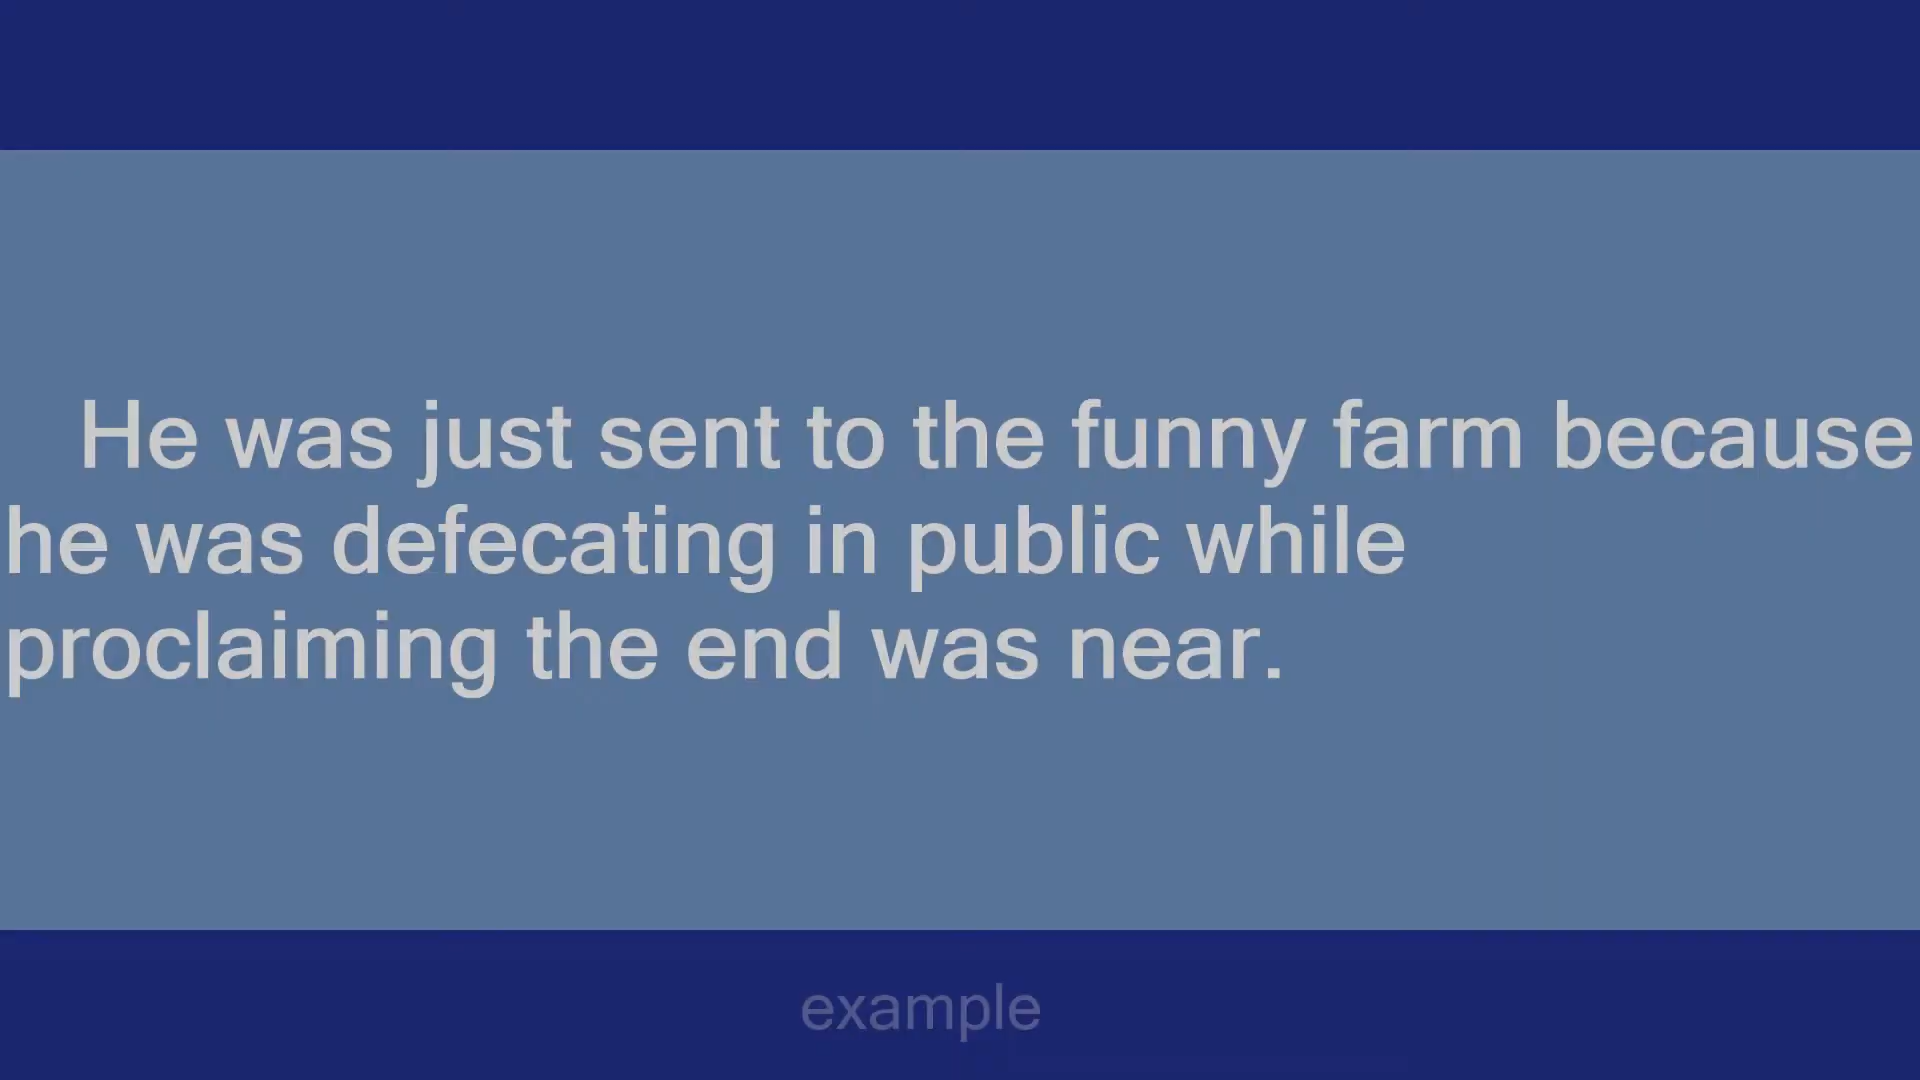 He was just sent to the funny farm because
he was defecating in public while
proclaiming the end was near.
example